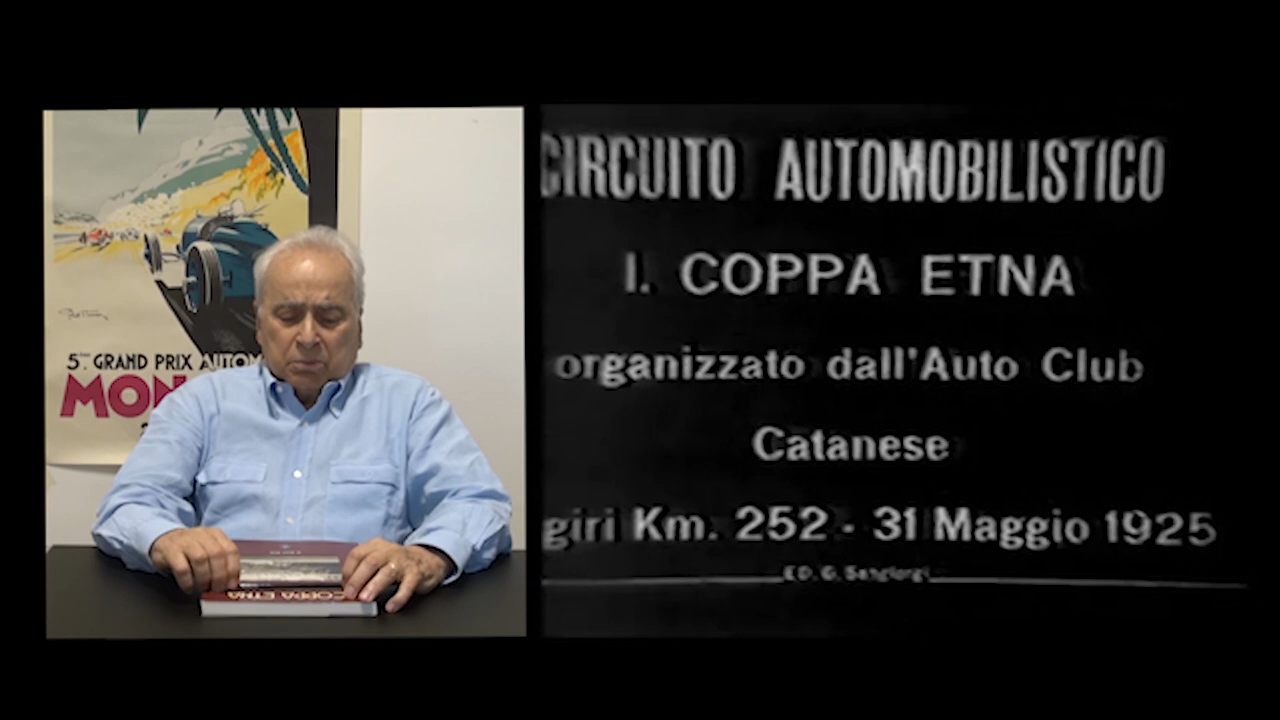 5ᵐᵉ GRAND PRIX AUTOM
MON
CIRCUITO AUTOMOBILISTICO
I. COPPA ETNA
organizzato dall'Auto Club
Catanese
giri Km. 252 - 31 Maggio 1925
COPPA ETNA